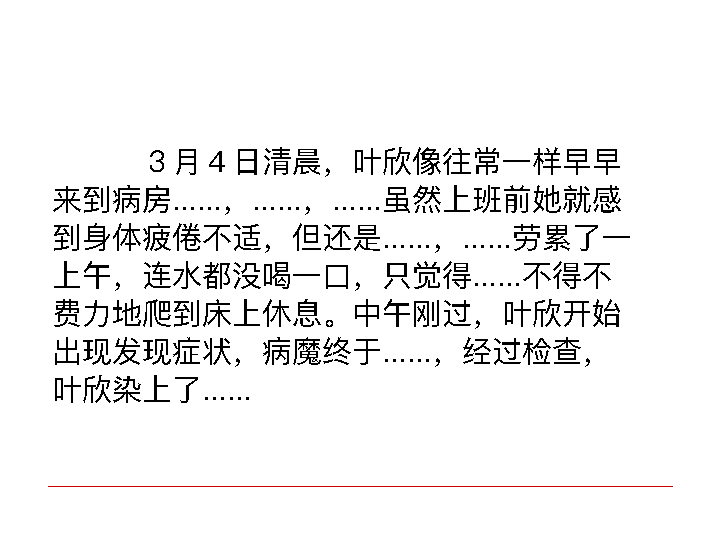 ３月４日清晨，叶欣像往常一样早早
来到病房……，……，……虽然上班前她就感
到身体疲倦不适，但还是……，……劳累了一
上午，连水都没喝一口，只觉得……不得不
费力地爬到床上休息。中午刚过，叶欣开始
出现发现症状，病魔终于……，经过检查，
叶欣染上了……